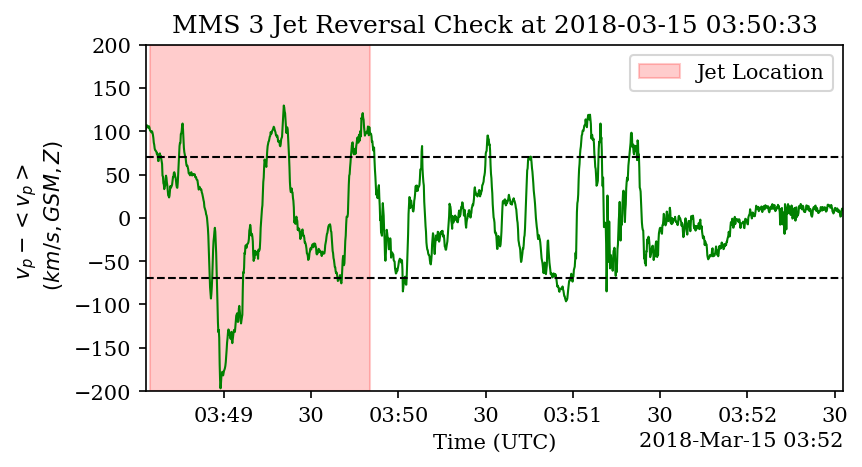 MMS 3 Jet Reversal Check at 2018-03-15 03:50:33
200
150
100
50
0
−50
−100
−150
−200
v_p − < v_p >
(km/s, GSM, Z)
Jet Location
03:49 30 03:50 30 03:51 30 03:52 30
Time (UTC)
2018-Mar-15 03:52